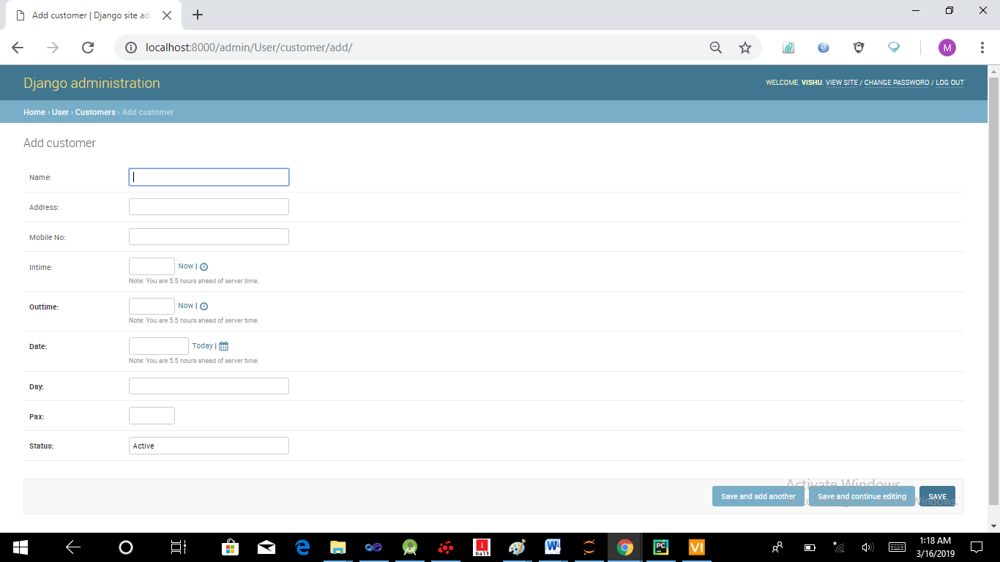 Add customer | Django site ad
localhost:8000/admin/User/customer/add/
M
Django administration
WELCOME, VISHU. VIEW SITE / CHANGE PASSWORD / LOG OUT
Home › User › Customers › Add customer
Add customer
Name:
Address:
Mobile No:
Intime:
Now |
Note: You are 5.5 hours ahead of server time.
Outtime:
Now |
Note: You are 5.5 hours ahead of server time.
Date:
Today |
Note: You are 5.5 hours ahead of server time.
Day:
Pax:
Status:
Active
Activate Windows
Save and add another
Save and continue editing
SAVE
Windows.
i
ball
W
PC
VI
1:18 AM
3/16/2019